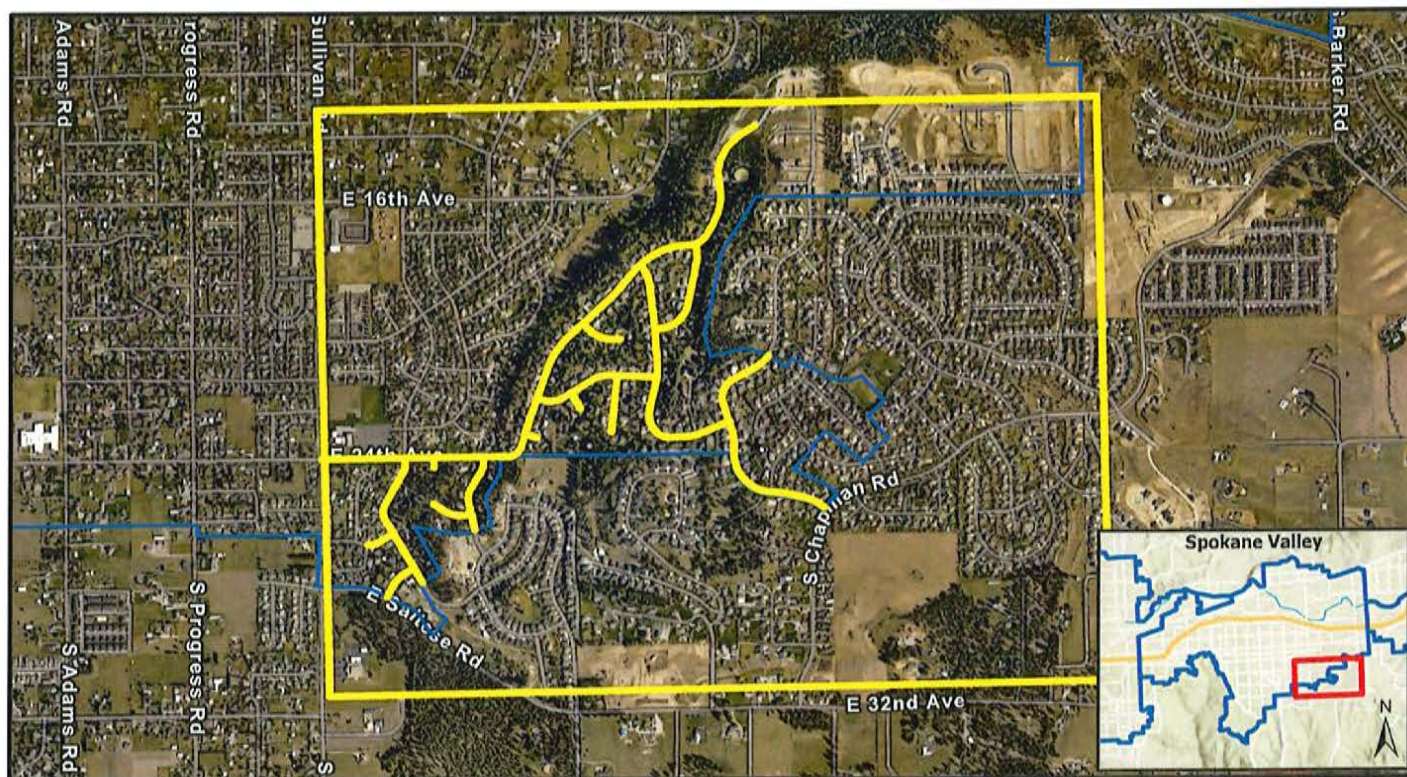 Adams Rd
rogress Rd
Sullivan Rd
S Barker Rd
E 16th Ave
E 24th Ave
S Chapman Rd
E Saltese Rd
S Progress Rd
S Adams Rd
S
E 32nd Ave
Spokane Valley
N